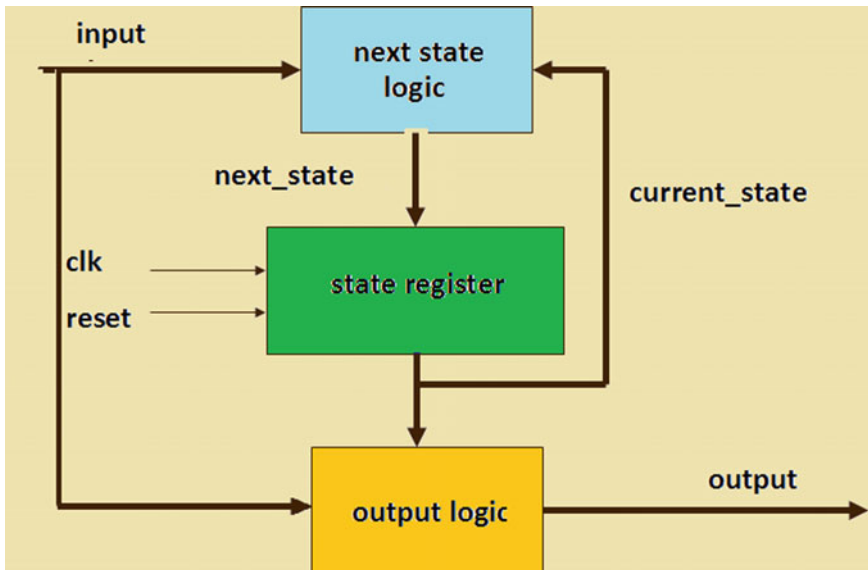 input
next state
logic
next_state
current_state
clk
state register
reset
output
output logic